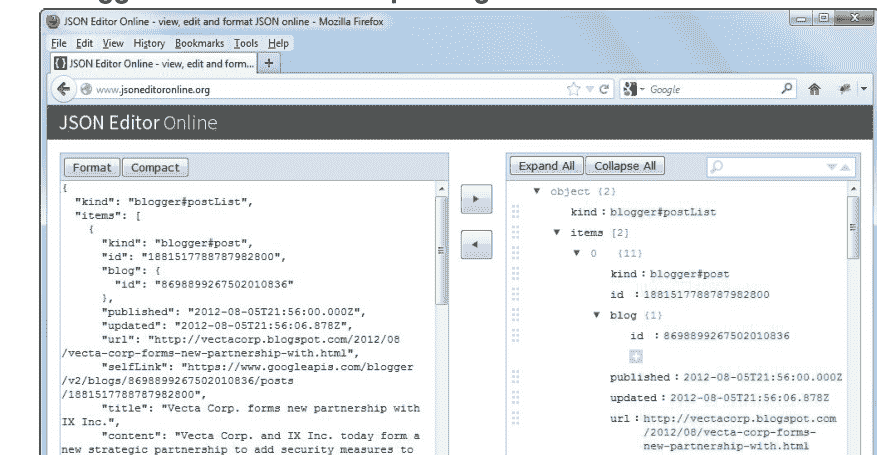 JSON Editor Online - view, edit and format JSON online - Mozilla Firefox
File Edit View History Bookmarks Tools Help
JSON Editor Online - view, edit and form...
www.jsoneditoronline.org
Google
JSON Editor Online
Format Compact
{
"kind": "blogger#postList",
"items": [
{
"kind": "blogger#post",
"id": "1881517788787982800",
"blog": {
"id": "8698899267502010836"
},
"published": "2012-08-05T21:56:00.000Z",
"updated": "2012-08-05T21:56:06.878Z",
"url": "http://vectacorp.blogspot.com/2012/08
/vecta-corp-forms-new-partnership-with.html",
"selfLink": "https://www.googleapis.com/blogger
/v2/blogs/8698899267502010836/posts
/1881517788787982800",
"title": "Vecta Corp. forms new partnership with
IX Inc.",
"content": "Vecta Corp. and IX Inc. today form a
new strategic partnership to add security measures to
Expand All Collapse All
object {2}
kind : blogger#postList
items [2]
0 {11}
kind : blogger#post
id : 1881517788787982800
blog {1}
id : 8698899267502010836
published : 2012-08-05T21:56:00.000Z
updated : 2012-08-05T21:56:06.878Z
url : http://vectacorp.blogspot.com
/2012/08/vecta-corp-forms-
new-partnership-with.html